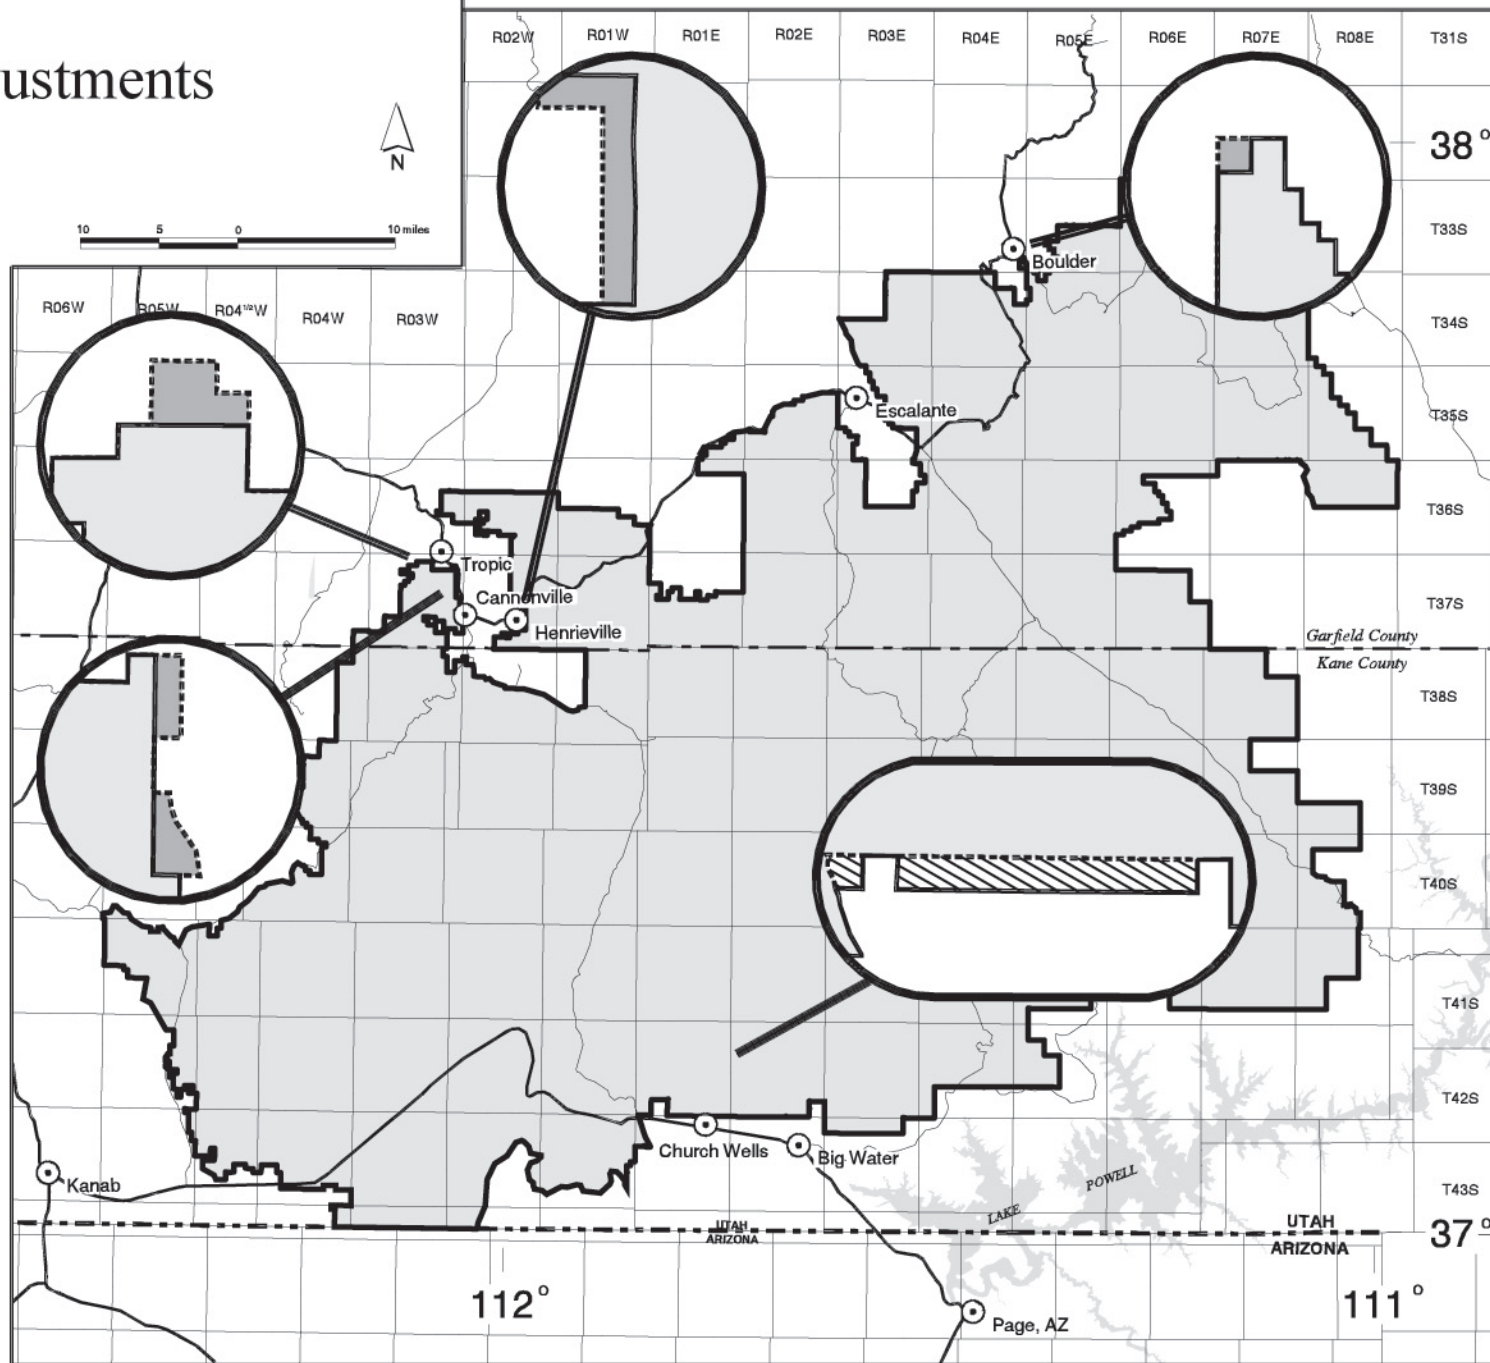 ustments
N
10 5 0 10 miles
R02W R01W R01E R02E R03E R04E R05E R06E R07E R08E T31S
38°
T33S
Boulder
R06W R05W R04½W R04W R03W
T34S
Escalante
T35S
T36S
Tropic
Cannonville
T37S
Henrieville
Garfield County
Kane County
T38S
T39S
T40S
T41S
T42S
Church Wells
Big Water
Kanab
POWELL
LAKE
T43S
UTAH
ARIZONA
UTAH
ARIZONA
37°
112°
111°
Page, AZ